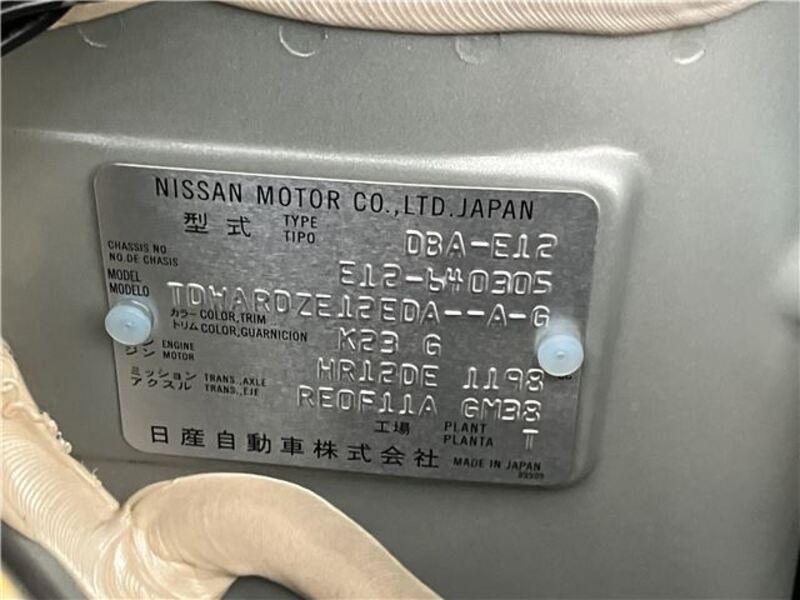 NISSAN MOTOR CO.,LTD.JAPAN
型式 TYPE TIPO DBA-E12
CHASSIS NO. NO.DE CHASIS E12-640305
MODEL MODELO TDWARDZE12EDA--A-G
カラー COLOR,TRIM トリム COLOR,GUARNICION K23 G
ジン ENGINE MOTOR HR12DE 1198
ミッション TRANS.,AXLE アクスル TRANS.,EJE RE0F11A GM38
工場 PLANT PLANTA T
日産自動車株式会社 MADE IN JAPAN